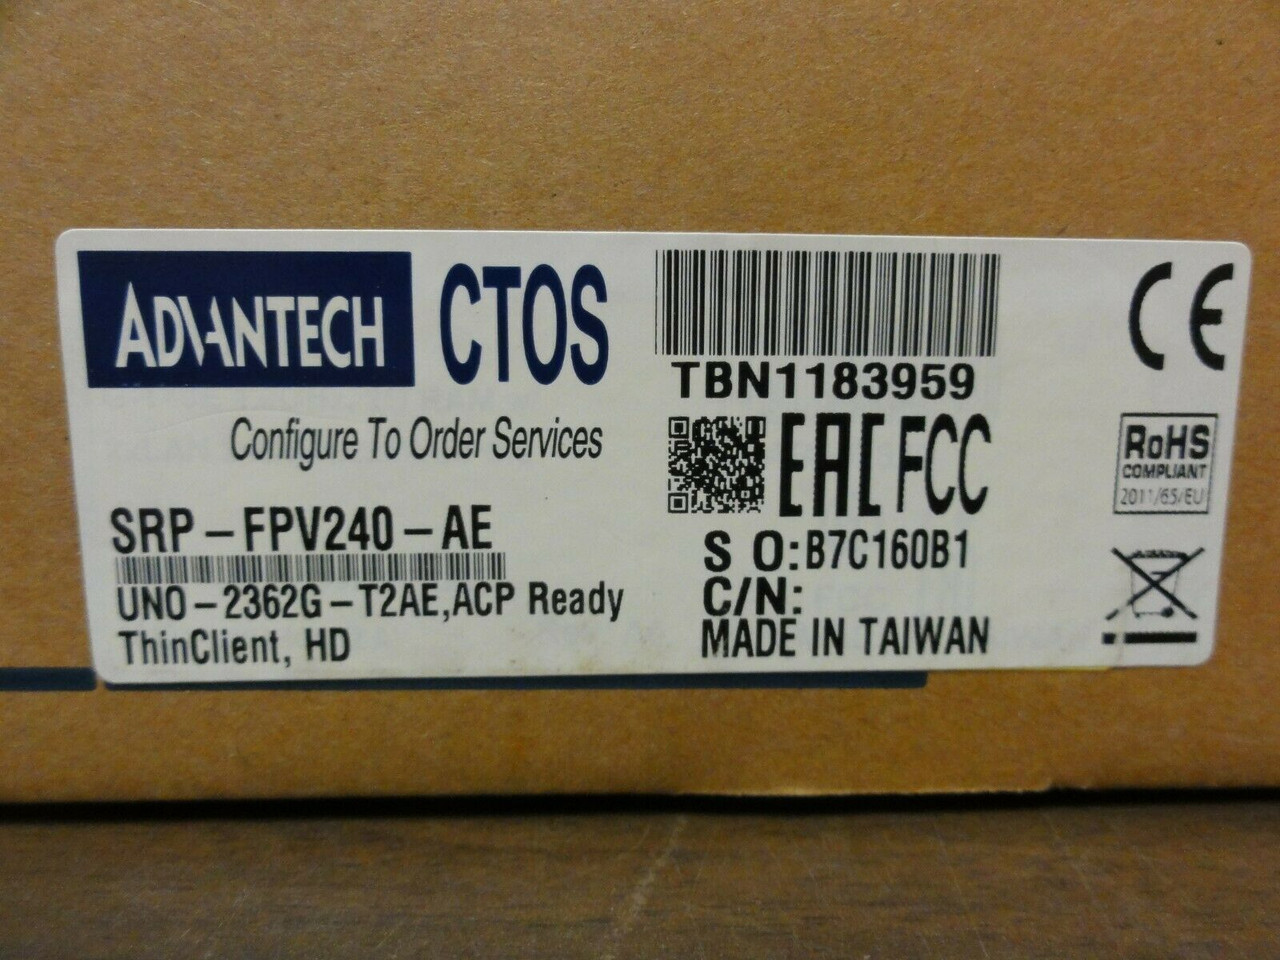 ADVANTECH CTOS
Configure To Order Services
SRP-FPV240-AE
UNO-2362G-T2AE,ACP Ready
ThinClient, HD
TBN1183959
EAC FCC
S O:B7C160B1
C/N:
MADE IN TAIWAN
CE
RoHS
COMPLIANT
2011/65/EU